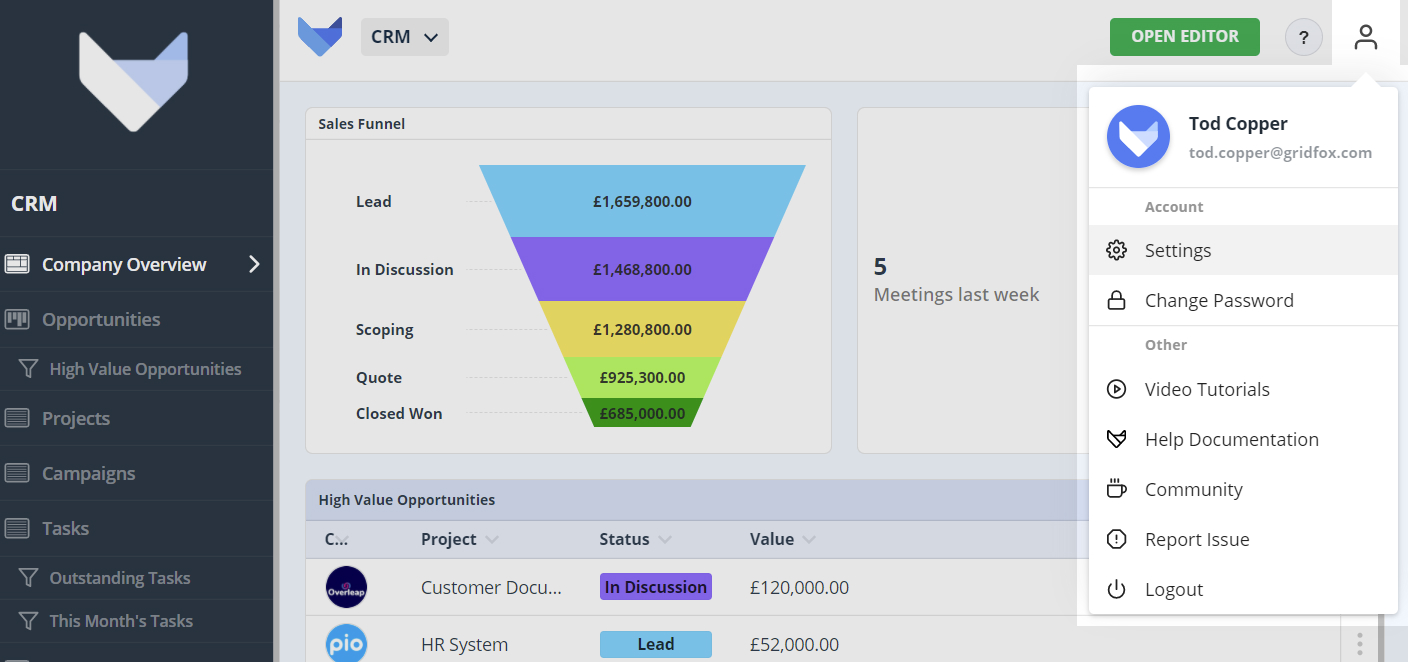 CRM
Company Overview
Opportunities
High Value Opportunities
Projects
Campaigns
Tasks
Outstanding Tasks
This Month's Tasks
CRM
OPEN EDITOR
?
Sales Funnel
Lead
£1,659,800.00
In Discussion
£1,468,800.00
Scoping
£1,280,800.00
Quote
£925,300.00
Closed Won
£685,000.00
5
Meetings last week
High Value Opportunities
C... Project Status Value
Overleap Customer Docu... In Discussion £120,000.00
pio HR System Lead £52,000.00
Tod Copper
tod.copper@gridfox.com
Account
Settings
Change Password
Other
Video Tutorials
Help Documentation
Community
Report Issue
Logout